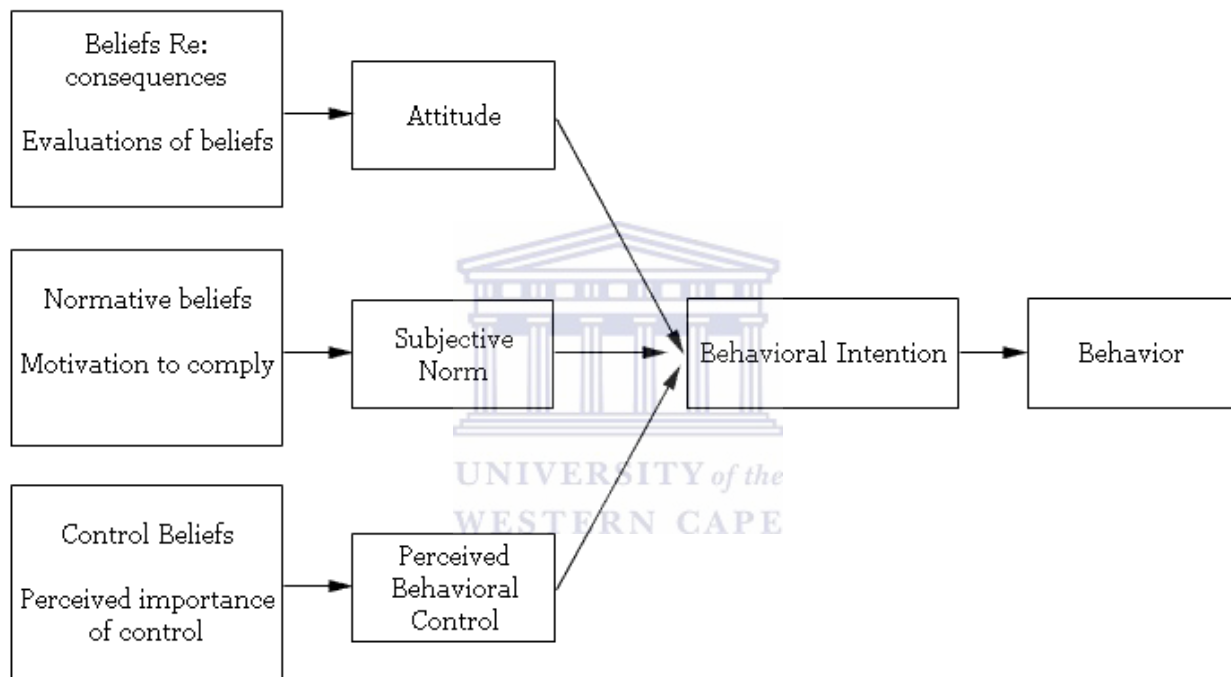 Beliefs Re:
consequences
Evaluations of beliefs
Attitude
Normative beliefs
Motivation to comply
Subjective
Norm
Behavioral Intention
Behavior
Control Beliefs
Perceived importance
of control
Perceived
Behavioral
Control
UNIVERSITY of the
WESTERN CAPE